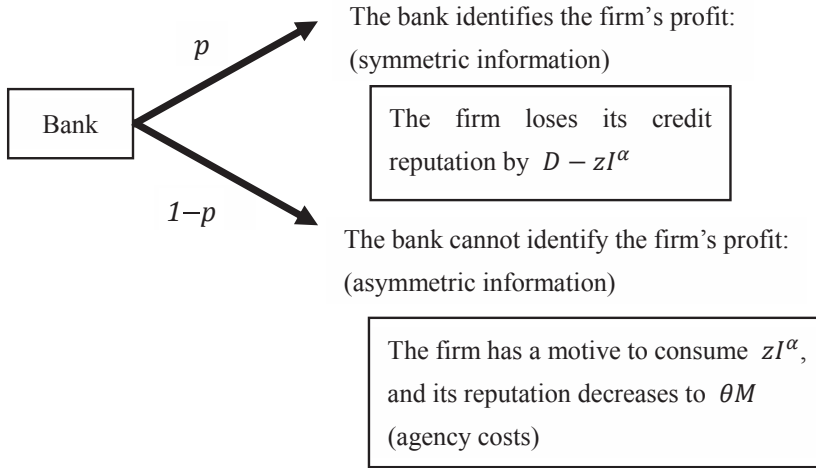 The bank identifies the firm's profit:
p
(symmetric information)
Bank
The firm loses its credit
reputation by D − zI^α
1−p
The bank cannot identify the firm's profit:
(asymmetric information)
The firm has a motive to consume zI^α,
and its reputation decreases to θM
(agency costs)